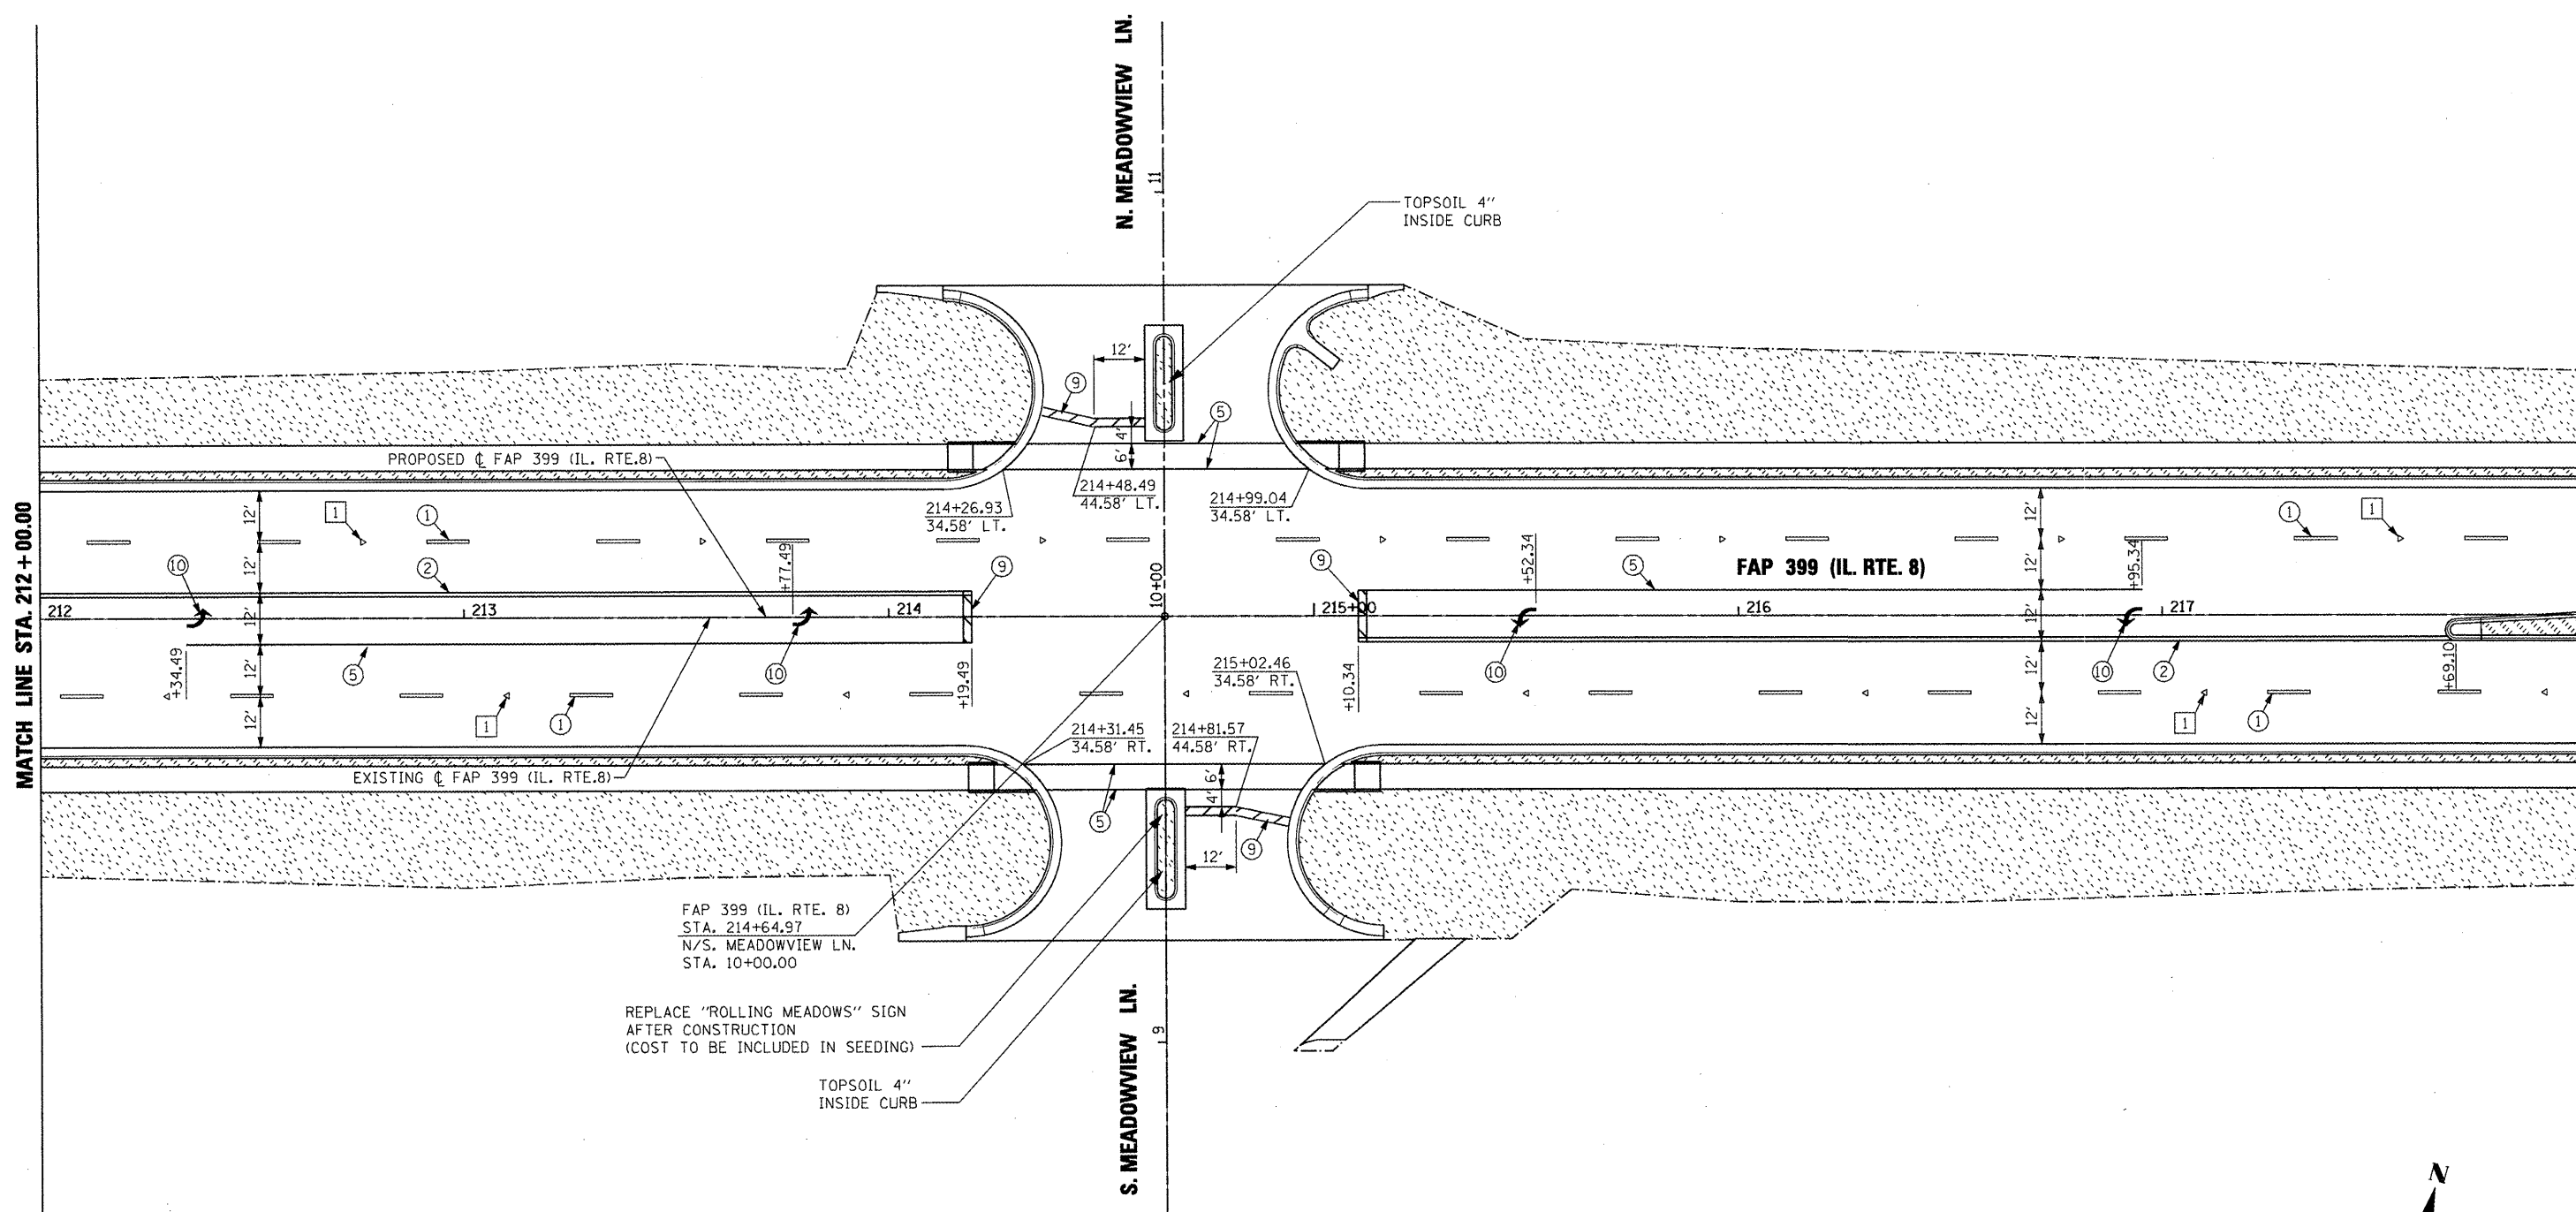 N. MEADOWVIEW LN.
11
TOPSOIL 4"
INSIDE CURB
12'
9
5
4'
6'
PROPOSED ℄ FAP 399 (IL. RTE.8)
214+26.93
34.58' LT.
214+48.49
44.58' LT.
214+99.04
34.58' LT.
MATCH LINE STA. 212+00.00
12'
1
1
12'
1
1
10
12'
2
+77.49
9
10+00
9
+52.34
5
FAP 399 (IL. RTE. 8)
12'
+95.34
212
12'
213
214
215+00
216
12'
217
+34.49
12'
5
10
+19.49
215+02.46
34.58' RT.
+10.34
10
12'
10
2
+69.10
12'
1
1
214+31.45
34.58' RT.
214+81.57
44.58' RT.
12'
1
1
EXISTING ℄ FAP 399 (IL. RTE.8)
6'
4'
5
9
12'
FAP 399 (IL. RTE. 8)
STA. 214+64.97
N/S. MEADOWVIEW LN.
STA. 10+00.00
REPLACE "ROLLING MEADOWS" SIGN
AFTER CONSTRUCTION
(COST TO BE INCLUDED IN SEEDING)
9
TOPSOIL 4"
INSIDE CURB
S. MEADOWVIEW LN.
N